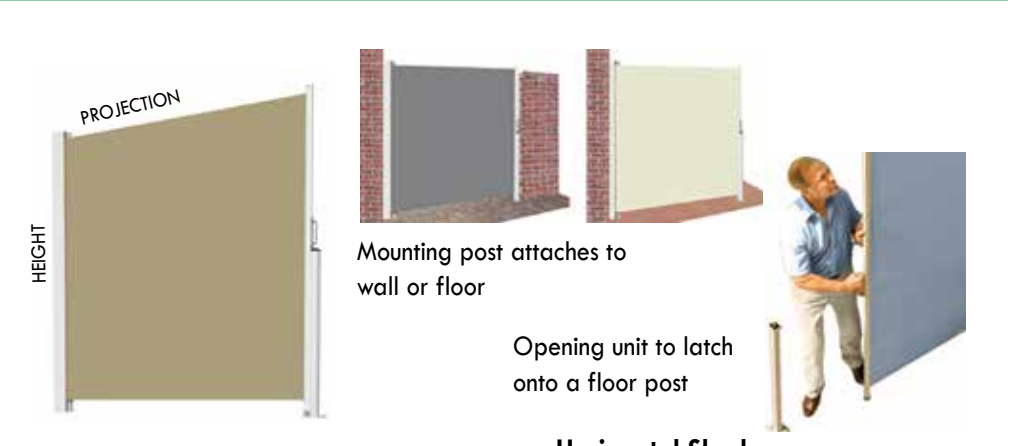 PROJECTION
HEIGHT
Mounting post attaches to
wall or floor
Opening unit to latch
onto a floor post